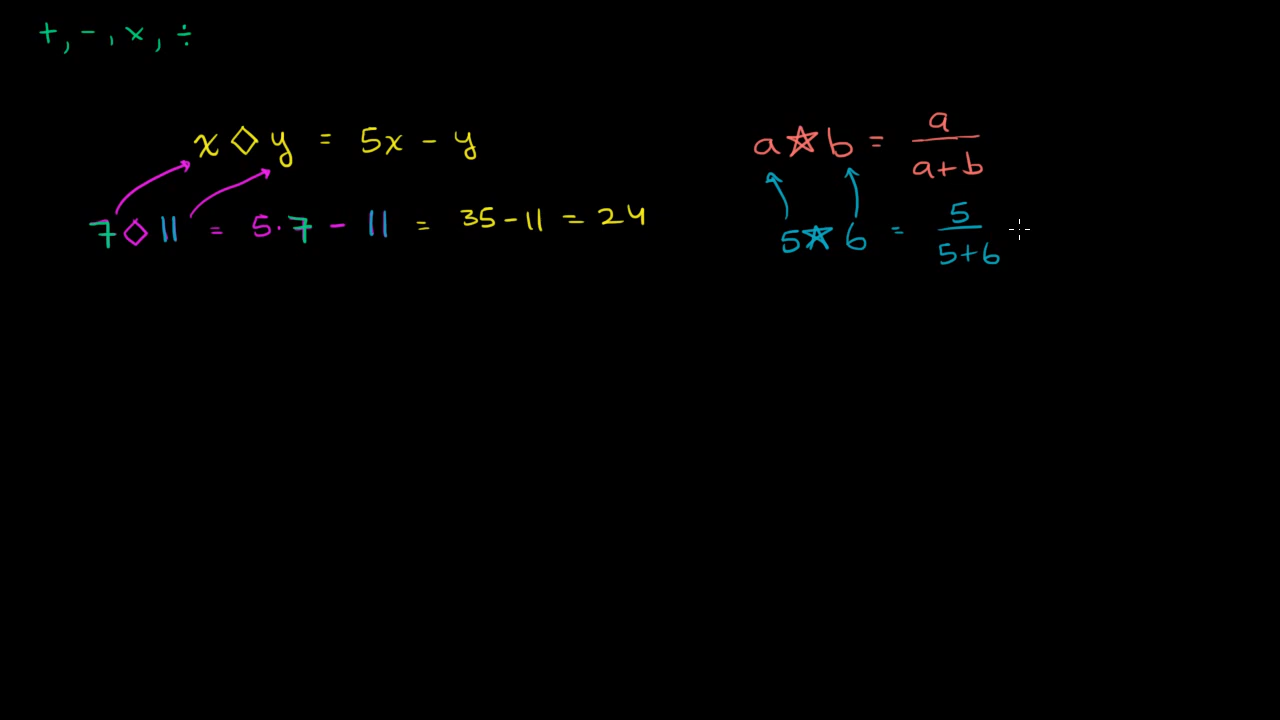 +, -, x, ÷
x ◇ y = 5x - y
7 ◇ 11 = 5·7 - 11 = 35 - 11 = 24
a ☆ b = a/(a+b)
5 ☆ 6 = 5/(5+6)